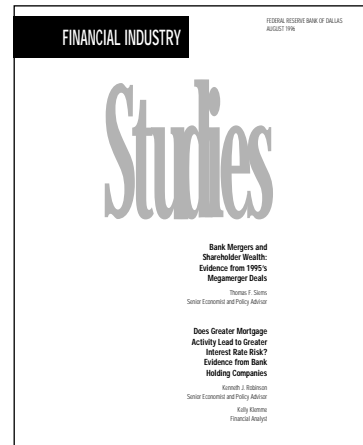 FINANCIAL INDUSTRY
FEDERAL RESERVE BANK OF DALLAS
AUGUST 1996
Studies
Bank Mergers and
Shareholder Wealth:
Evidence from 1995's
Megamerger Deals
Thomas F. Siems
Senior Economist and Policy Advisor
Does Greater Mortgage
Activity Lead to Greater
Interest Rate Risk?
Evidence from Bank
Holding Companies
Kenneth J. Robinson
Senior Economist and Policy Advisor
Kelly Klemme
Financial Analyst